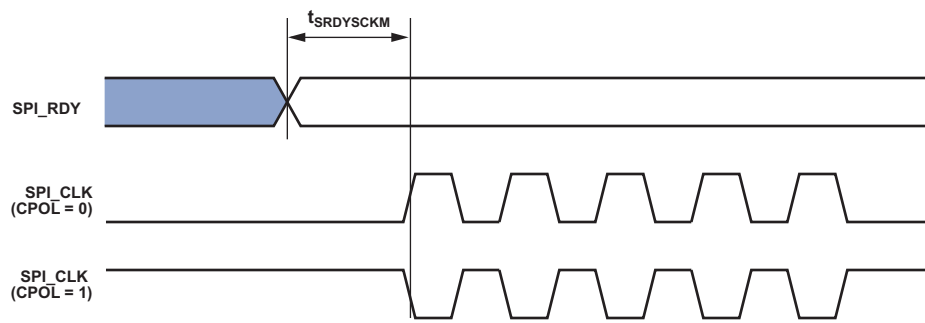 tSRDYSCKM
SPI_RDY
SPI_CLK
(CPOL = 0)
SPI_CLK
(CPOL = 1)